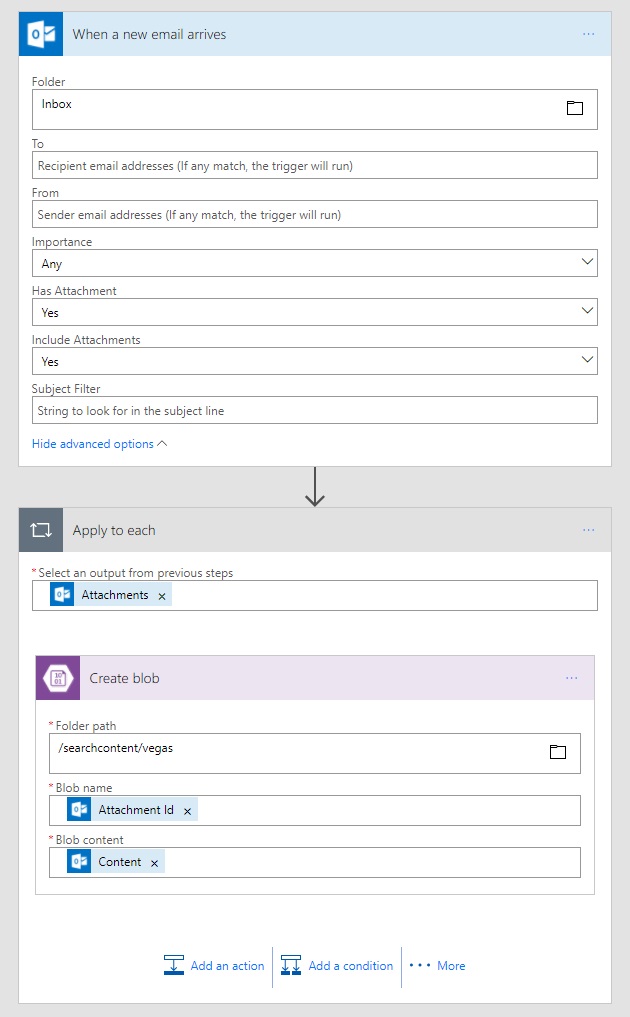 When a new email arrives
...
Folder
Inbox
To
Recipient email addresses (If any match, the trigger will run)
From
Sender email addresses (If any match, the trigger will run)
Importance
Any
Has Attachment
Yes
Include Attachments
Yes
Subject Filter
String to look for in the subject line
Hide advanced options
Apply to each
...
* Select an output from previous steps
Attachments x
Create blob
...
* Folder path
/searchcontent/vegas
* Blob name
Attachment Id x
* Blob content
Content x
Add an action
Add a condition
... More